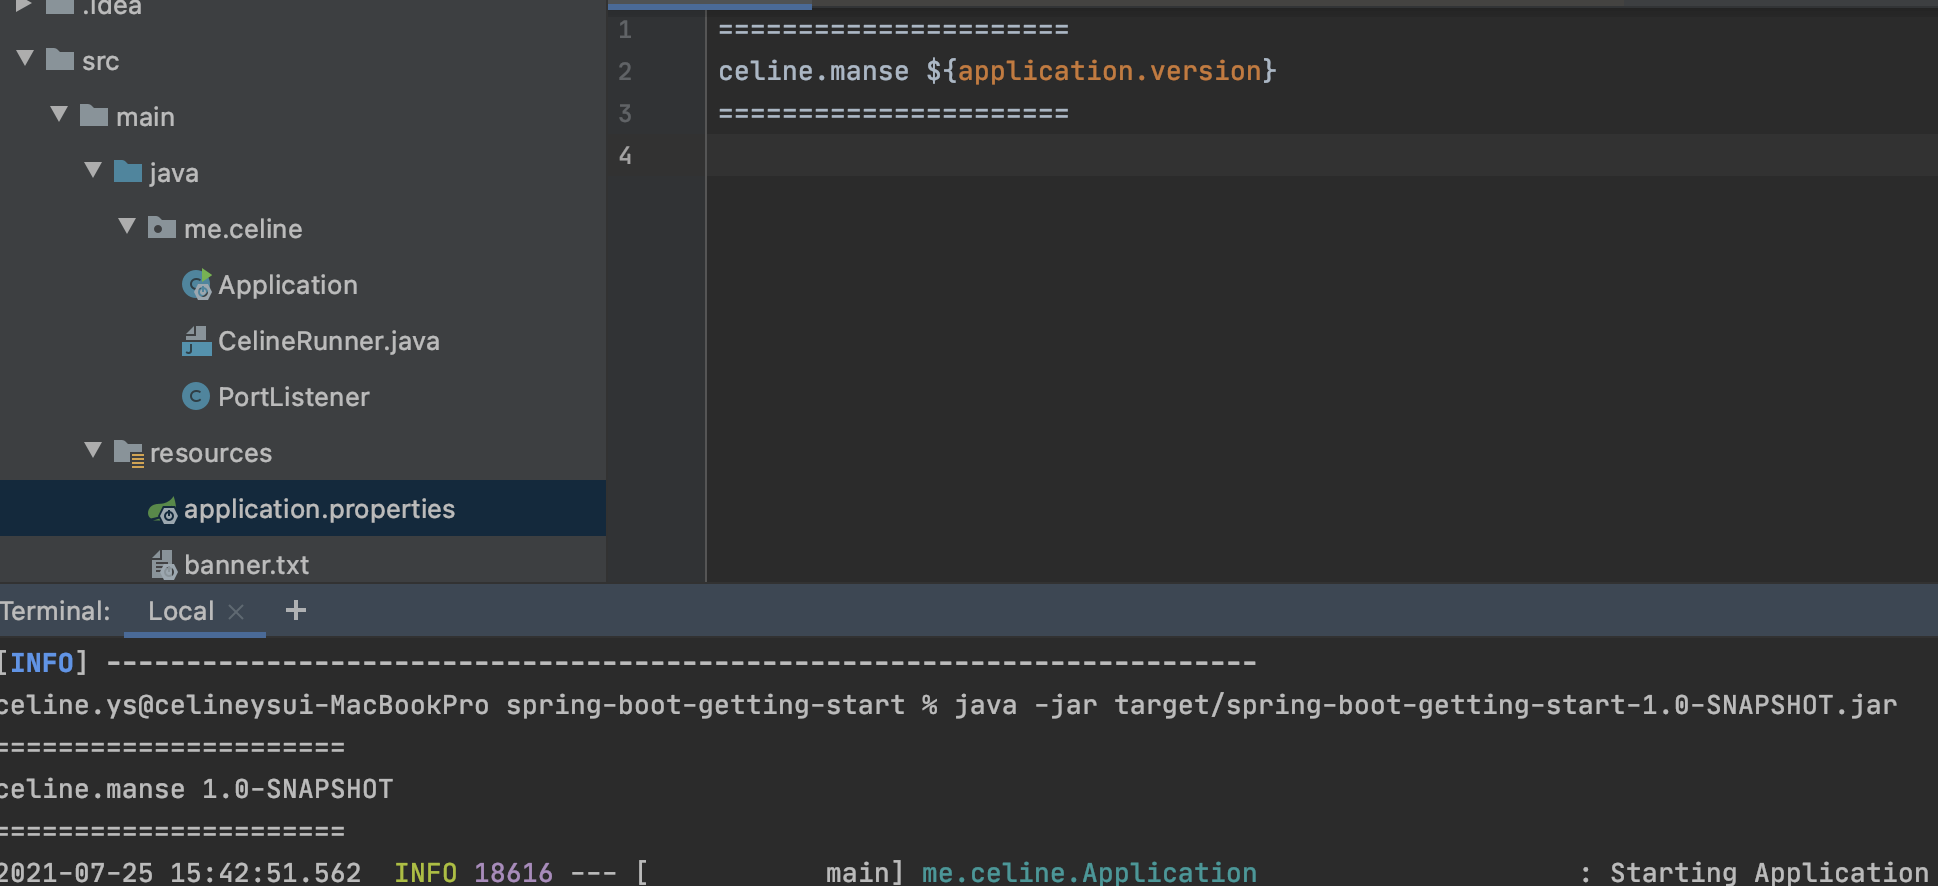 .idea
src
main
java
me.celine
Application
CelineRunner.java
PortListener
resources
application.properties
banner.txt
1 ======================
2 celine.manse ${application.version}
3 ======================
4
Terminal: Local × +
[INFO] ------------------------------------------------------------------------
celine.ys@celineysui-MacBookPro spring-boot-getting-start % java -jar target/spring-boot-getting-start-1.0-SNAPSHOT.jar
======================
celine.manse 1.0-SNAPSHOT
======================
2021-07-25 15:42:51.562  INFO 18616 --- [           main] me.celine.Application                    : Starting Application